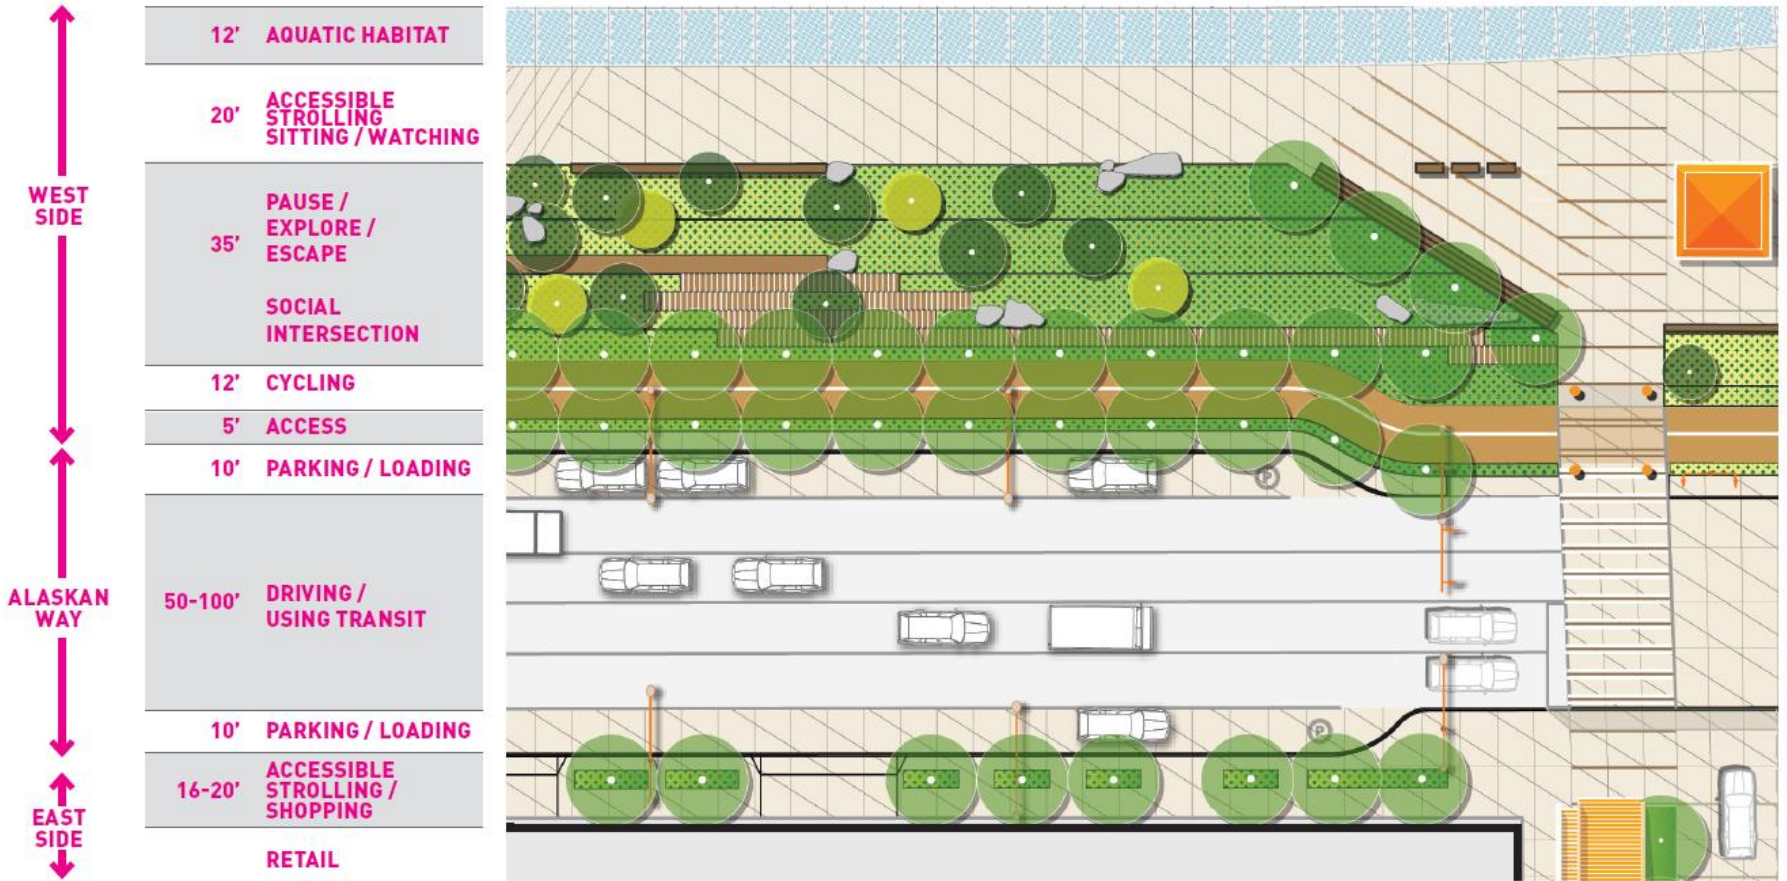 WEST
SIDE
ALASKAN
WAY
EAST
SIDE
12' AQUATIC HABITAT
20' ACCESSIBLE
STROLLING
SITTING / WATCHING
35' PAUSE /
EXPLORE /
ESCAPE
SOCIAL
INTERSECTION
12' CYCLING
5' ACCESS
10' PARKING / LOADING
50-100' DRIVING /
USING TRANSIT
10' PARKING / LOADING
16-20' ACCESSIBLE
STROLLING /
SHOPPING
RETAIL
P
P